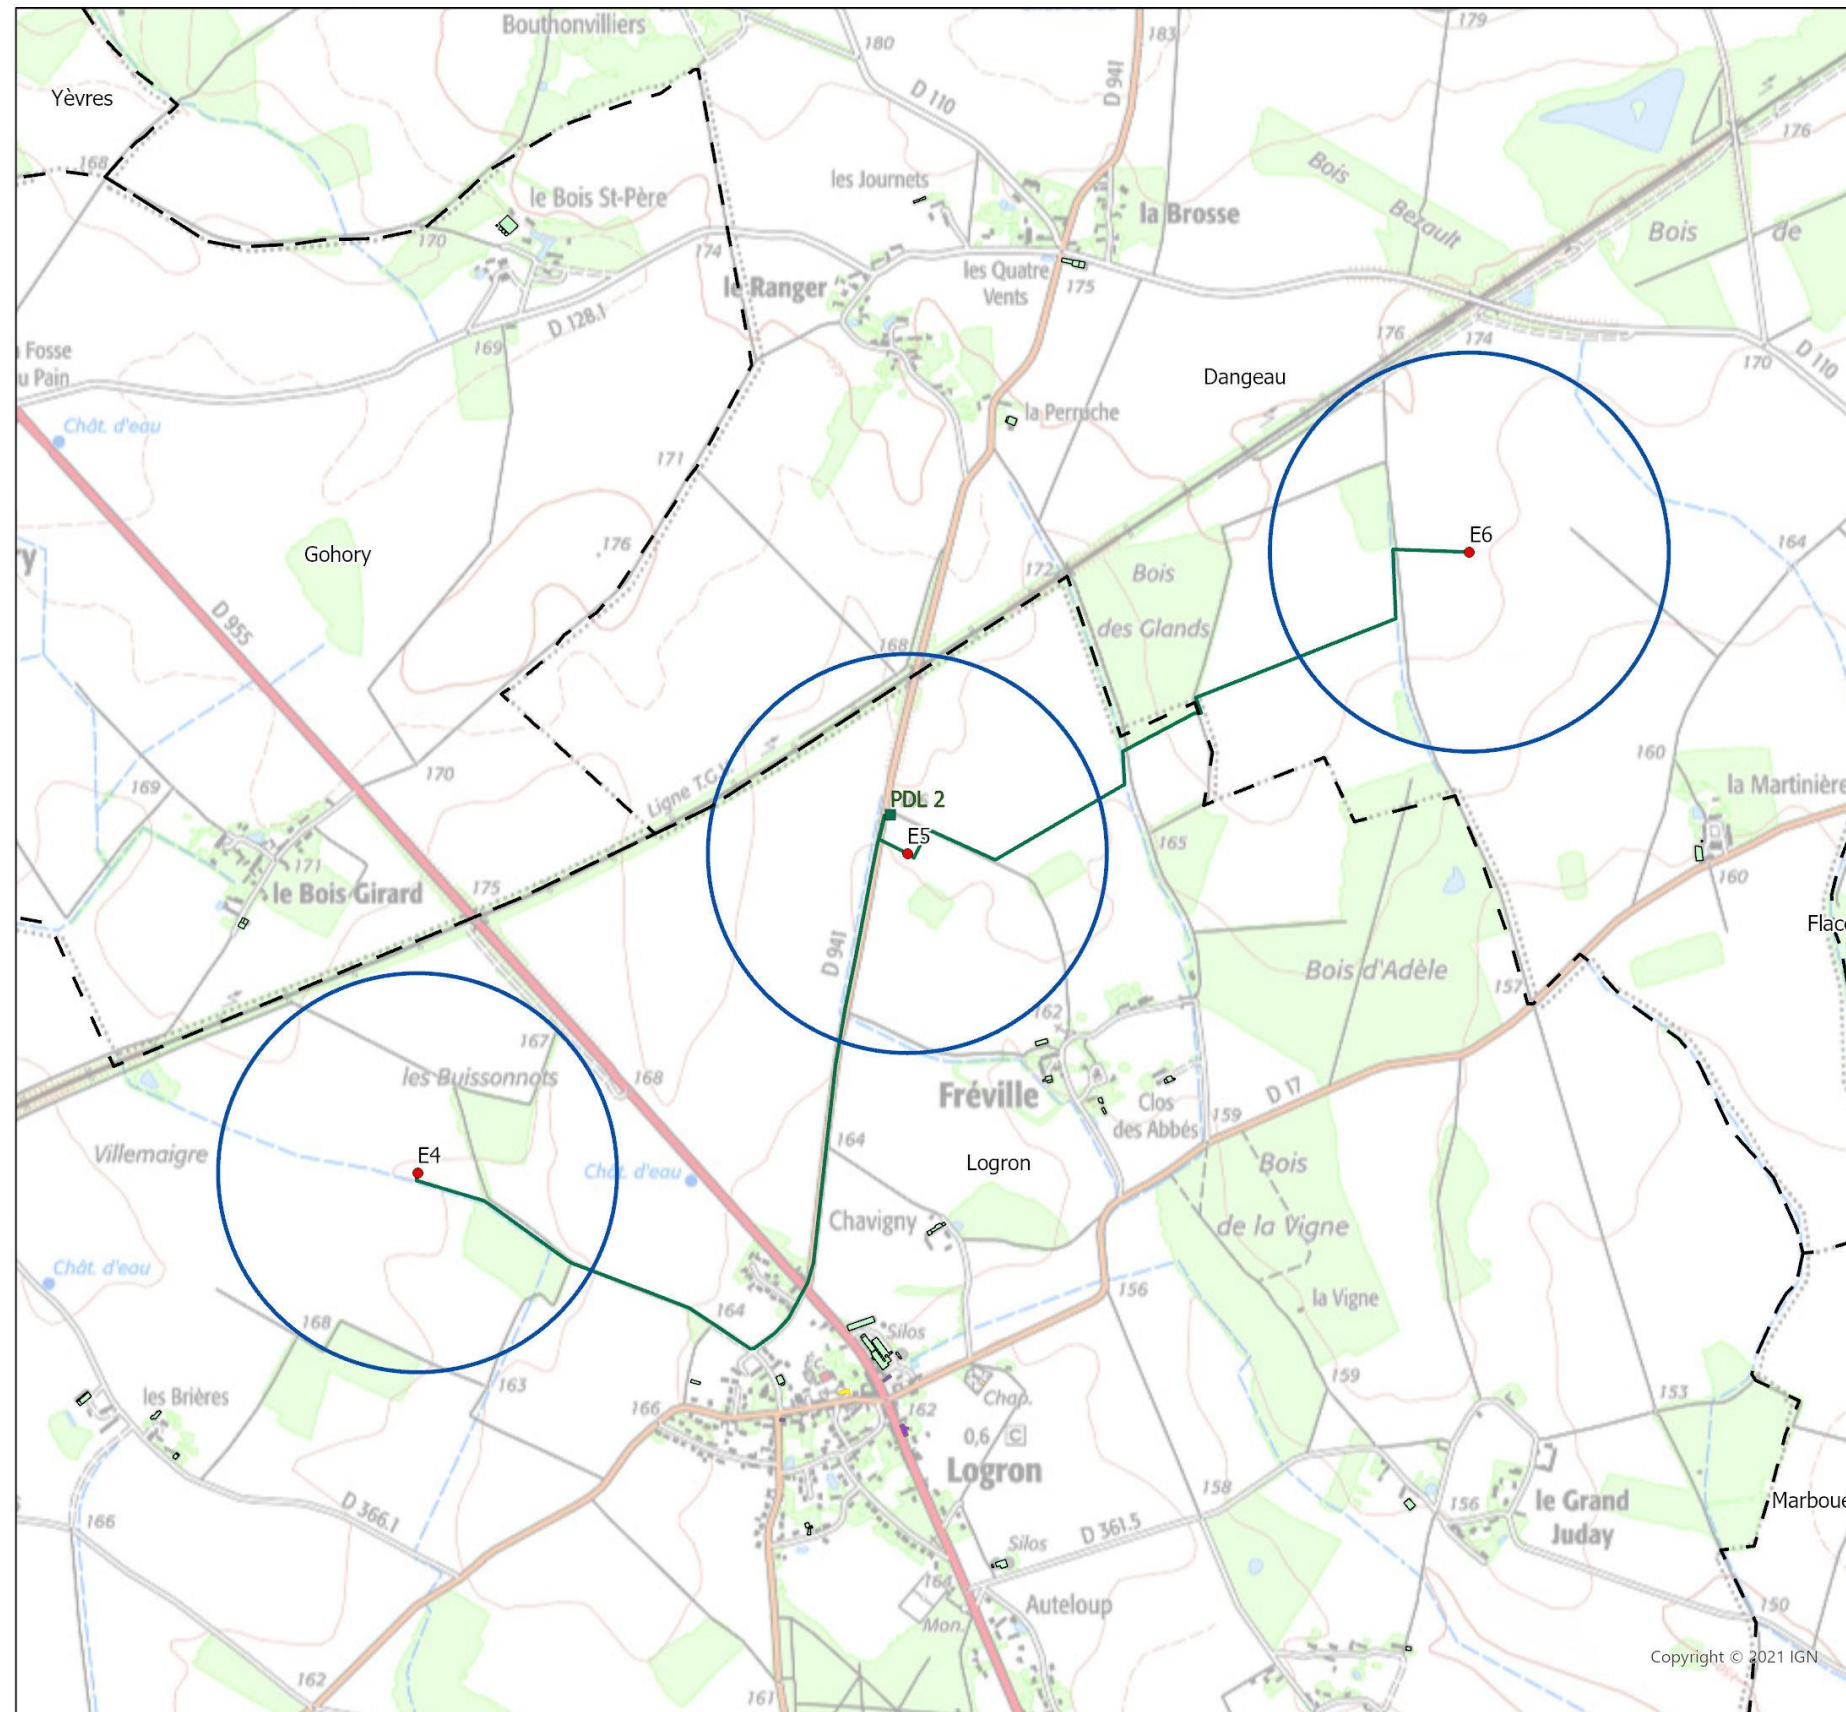 Bouthonvilliers
179
183
180
D 110
D 941
Yèvres
176
168
Bois
Bezault
les Journets
le Bois St-Père
la Brosse
Bois de
170
174
les Quatre
Vents
le Ranger
175
D 128.1
176
174
169
Fosse
u Pain
170
D 110
Dangeau
Chât. d'eau
la Perruche
171
E6
164
176
Gohory
ry
172
Bois
des Glands
D 955
168
160
170
Ligne T.G.V.
169
la Martinière
PDL 2
E5
165
171
le Bois Girard
175
160
Flac
D 941
Bois d'Adèle
157
162
167
les Buissonnots
168
Fréville
Clos
des Abbés
D 17
159
164
Villemaigre
E4
Chât. d'eau
Logron
Bois
de la Vigne
Chavigny
Chât. d'eau
156
la Vigne
164
168
Silos
159
163
les Brières
Chap.
153
166
162
0,6 C
Logron
158
156
le Grand
Juday
Marboue
D 366.1
166
D 361.5
Silos
164
Auteloup
150
Mon.
Copyright © 2021 IGN
162
161